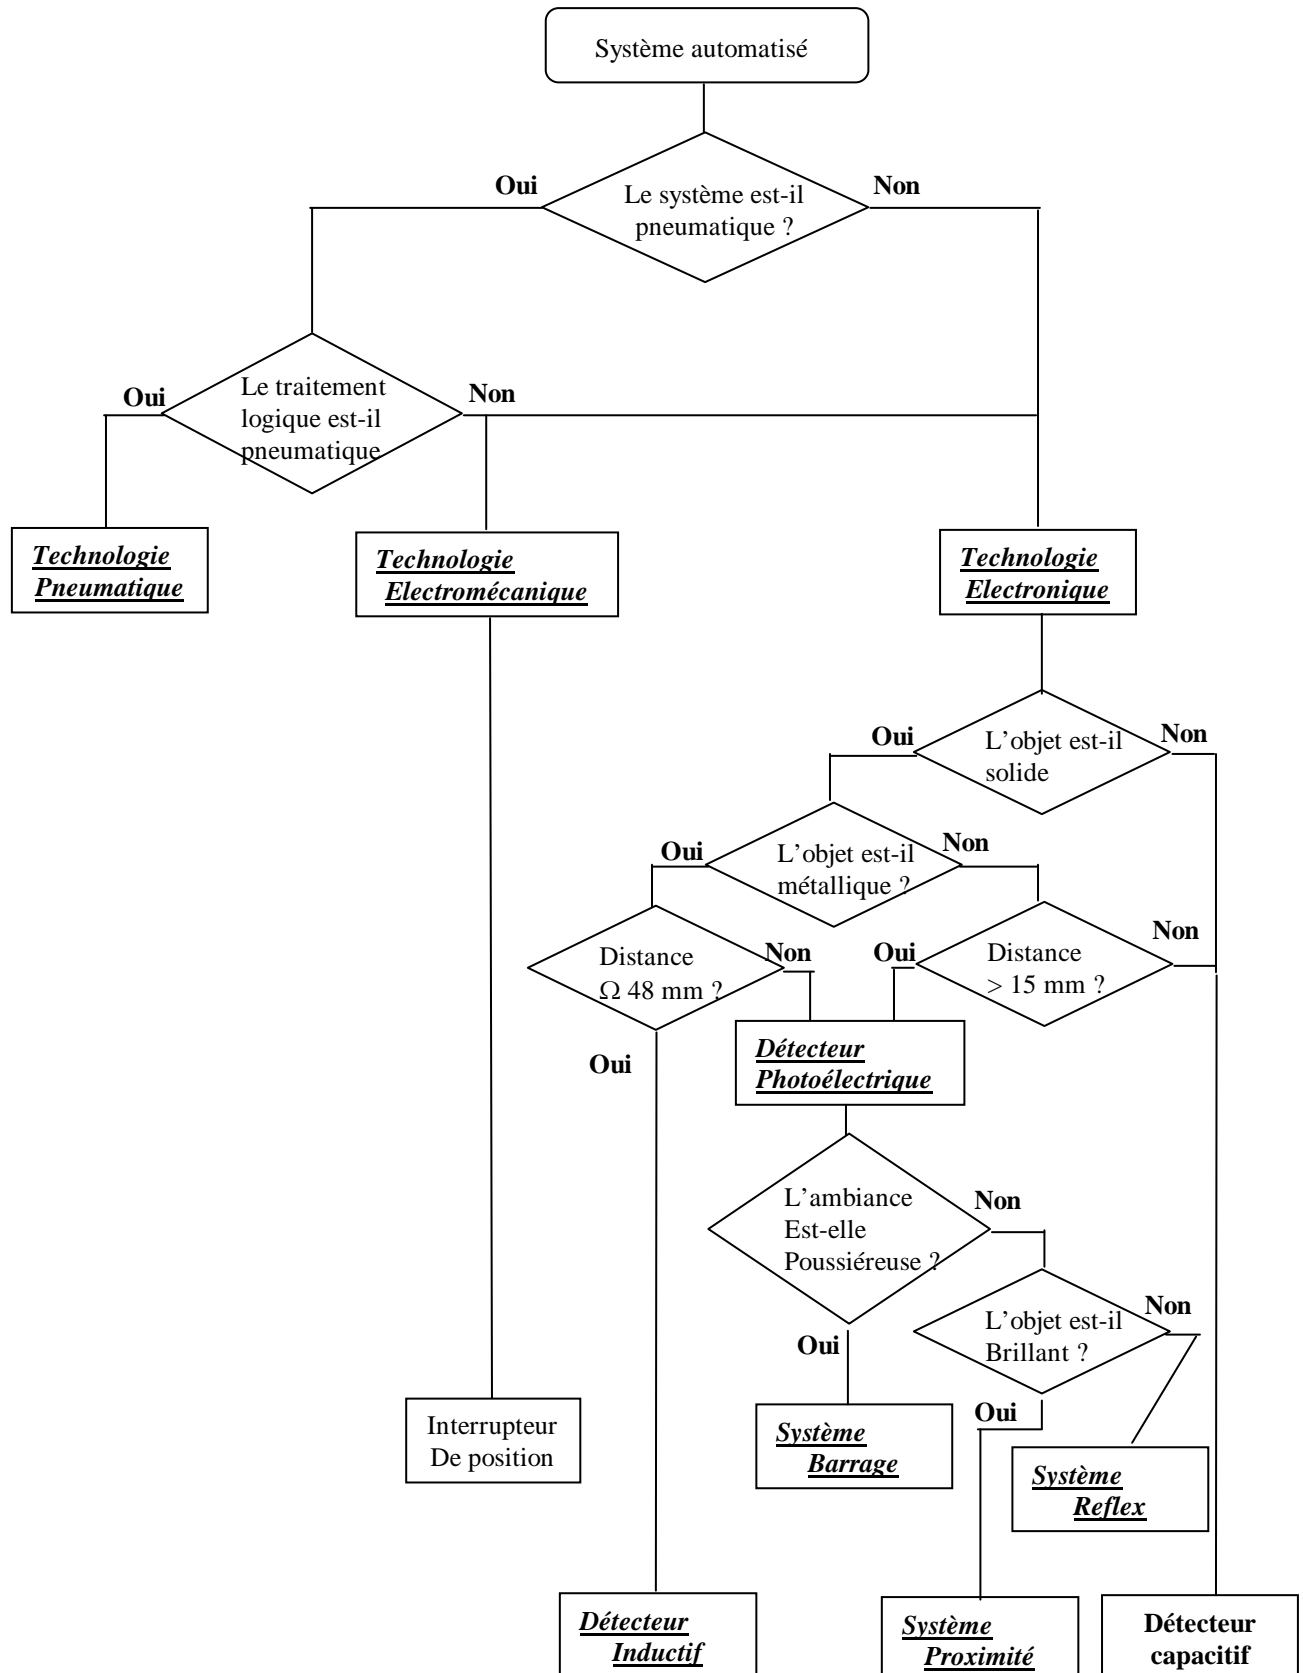 Système automatisé
Oui
Non
Le système est-il
pneumatique ?
Oui
Non
Le traitement
logique est-il
pneumatique
Technologie
Pneumatique
Technologie
Electromécanique
Technologie
Electronique
Oui
Non
L’objet est-il
solide
Oui
Non
L’objet est-il
métallique ?
Non
Oui
Non
Distance
Ω 48 mm ?
Distance
> 15 mm ?
Oui
Détecteur
Photoélectrique
L’ambiance
Est-elle
Poussiéreuse ?
Non
Non
L’objet est-il
Brillant ?
Oui
Oui
Interrupteur
De position
Système
Barrage
Système
Reflex
Détecteur
Inductif
Système
Proximité
Détecteur
capacitif